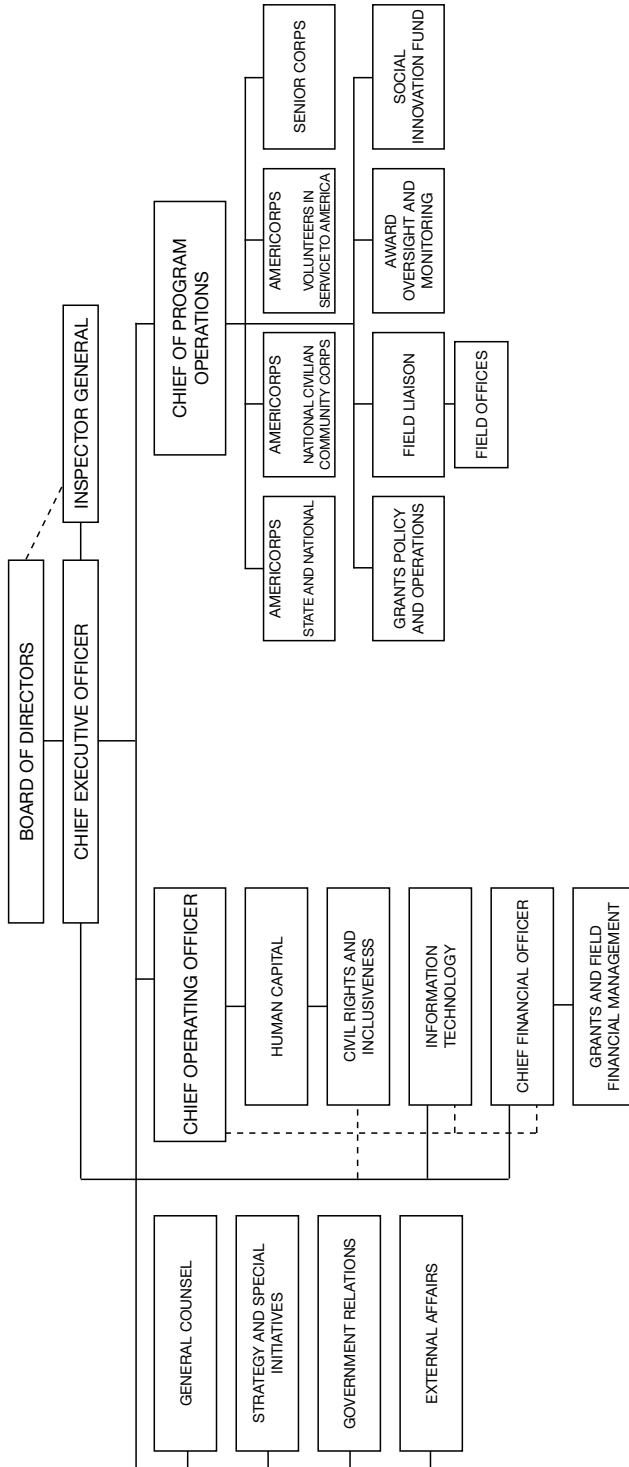 BOARD OF DIRECTORS
CHIEF EXECUTIVE OFFICER
INSPECTOR GENERAL
GENERAL COUNSEL
STRATEGY AND SPECIAL
INITIATIVES
GOVERNMENT RELATIONS
EXTERNAL AFFAIRS
CHIEF OPERATING OFFICER
HUMAN CAPITAL
CIVIL RIGHTS AND
INCLUSIVENESS
INFORMATION
TECHNOLOGY
CHIEF FINANCIAL OFFICER
GRANTS AND FIELD
FINANCIAL MANAGEMENT
CHIEF OF PROGRAM
OPERATIONS
AMERICORPS
STATE AND NATIONAL
AMERICORPS
NATIONAL CIVILIAN
COMMUNITY CORPS
AMERICORPS
VOLUNTEERS IN
SERVICE TO AMERICA
SENIOR CORPS
GRANTS POLICY
AND OPERATIONS
FIELD LIAISON
FIELD OFFICES
AWARD
OVERSIGHT AND
MONITORING
SOCIAL
INNOVATION FUND